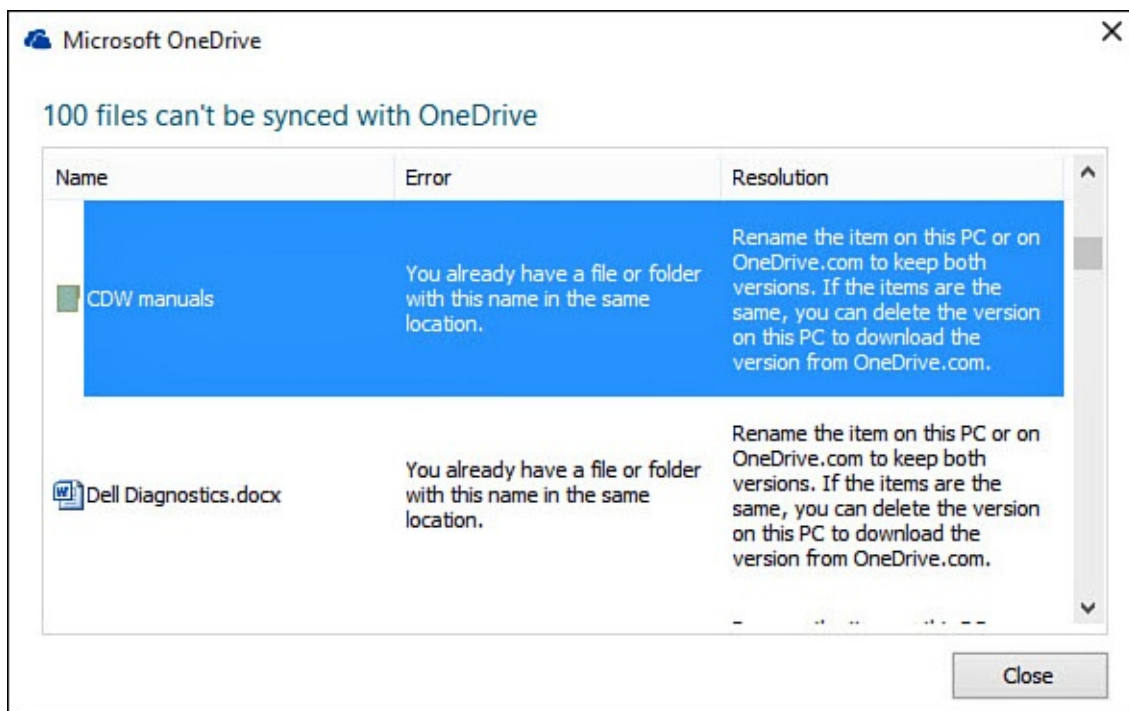 Microsoft OneDrive
100 files can't be synced with OneDrive
Name Error Resolution
CDW manuals
You already have a file or folder
with this name in the same
location.
Rename the item on this PC or on
OneDrive.com to keep both
versions. If the items are the
same, you can delete the version
on this PC to download the
version from OneDrive.com.
Dell Diagnostics.docx
You already have a file or folder
with this name in the same
location.
Rename the item on this PC or on
OneDrive.com to keep both
versions. If the items are the
same, you can delete the version
on this PC to download the
version from OneDrive.com.
Close